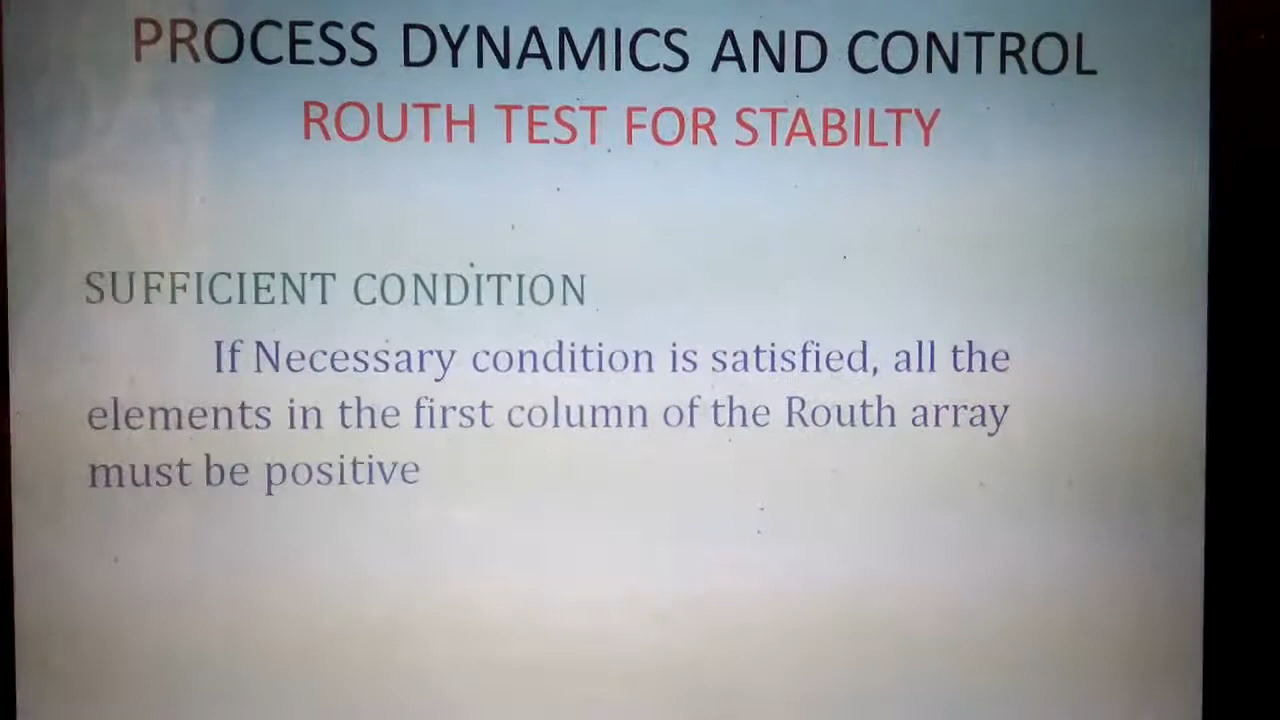 PROCESS DYNAMICS AND CONTROL
ROUTH TEST FOR STABILTY
SUFFICIENT CONDITION
If Necessary condition is satisfied, all the
elements in the first column of the Routh array
must be positive